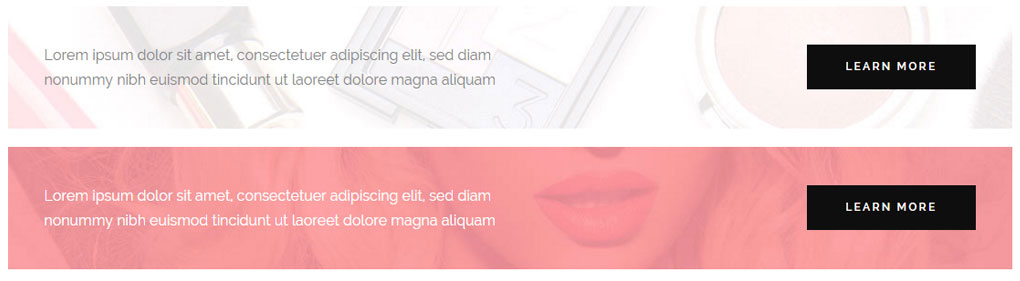 Lorem ipsum dolor sit amet, consectetuer adipiscing elit, sed diam
nonummy nibh euismod tincidunt ut laoreet dolore magna aliquam
LEARN MORE
2
3
Lorem ipsum dolor sit amet, consectetuer adipiscing elit, sed diam
nonummy nibh euismod tincidunt ut laoreet dolore magna aliquam
LEARN MORE